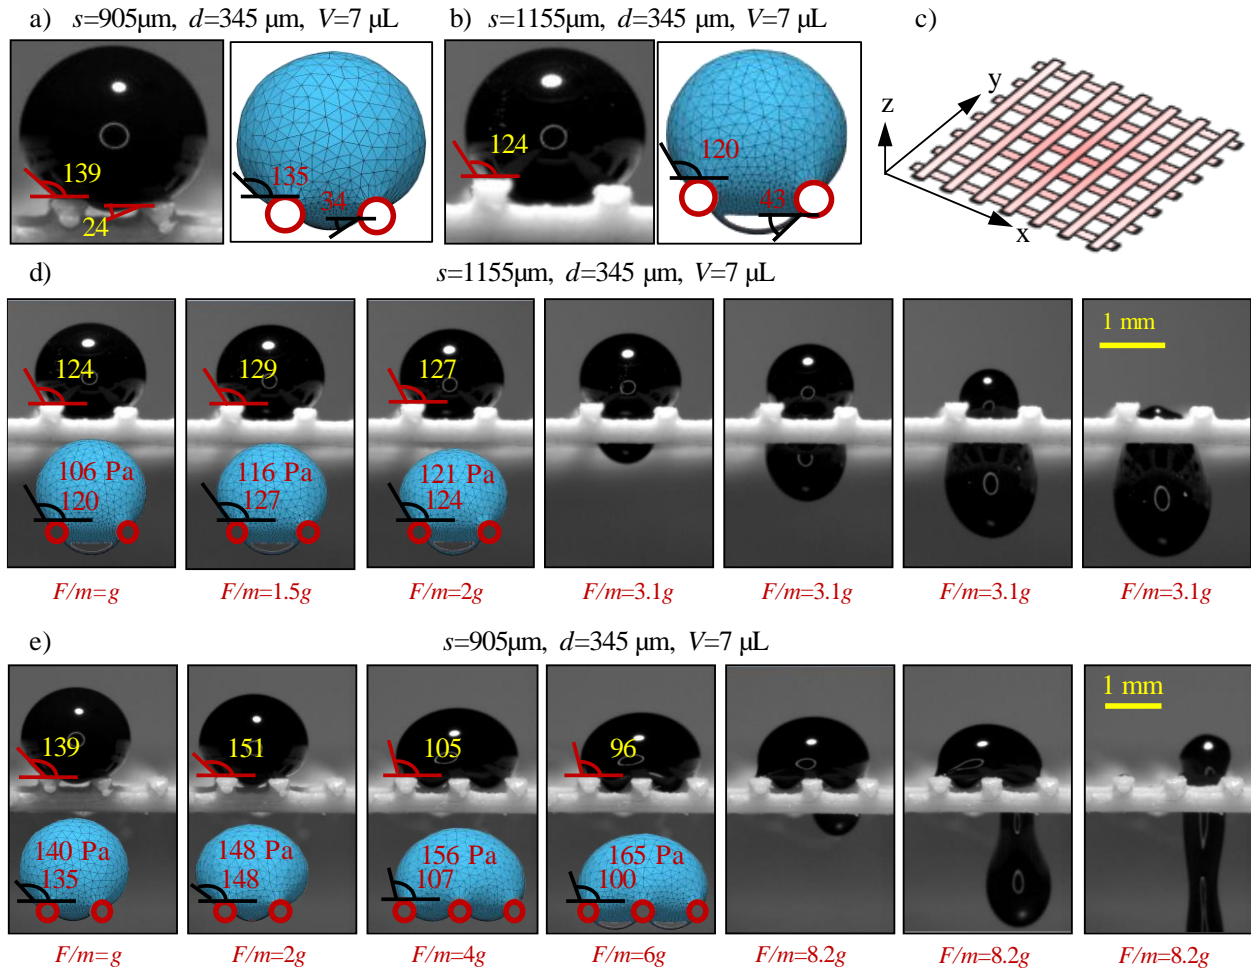 a) s=905µm, d=345 µm, V=7 µL
b) s=1155µm, d=345 µm, V=7 µL
c)
139
24
135
34
124
120
43
z
y
x
d) s=1155µm, d=345 µm, V=7 µL
124
129
127
1 mm
106 Pa
120
116 Pa
127
121 Pa
124
F/m=g
F/m=1.5g
F/m=2g
F/m=3.1g
F/m=3.1g
F/m=3.1g
F/m=3.1g
e) s=905µm, d=345 µm, V=7 µL
139
151
105
96
1 mm
140 Pa
135
148 Pa
148
156 Pa
107
165 Pa
100
F/m=g
F/m=2g
F/m=4g
F/m=6g
F/m=8.2g
F/m=8.2g
F/m=8.2g